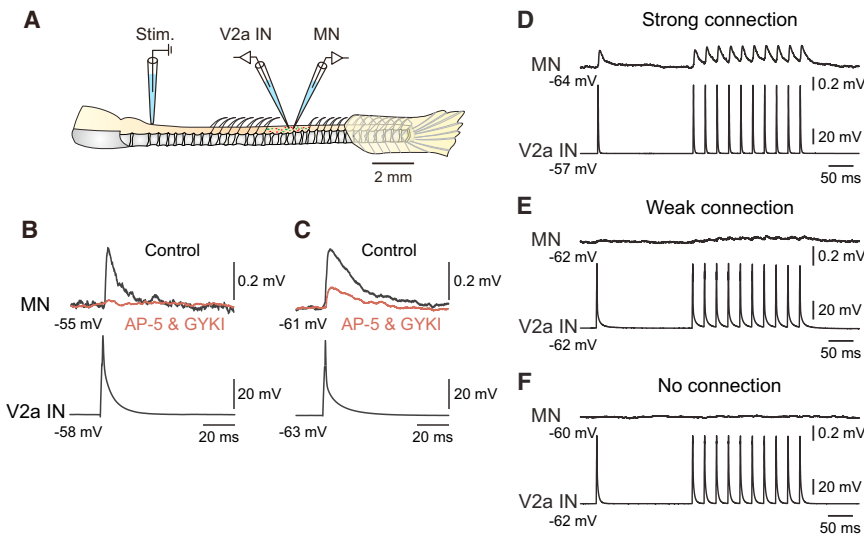 A
Stim.
V2a IN
MN
2 mm
B
Control
0.2 mV
MN
-55 mV
AP-5 & GYKI
20 mV
V2a IN
-58 mV
20 ms
C
Control
0.2 mV
-61 mV
AP-5 & GYKI
20 mV
-63 mV
20 ms
D
Strong connection
MN
-64 mV
0.2 mV
20 mV
V2a IN
-57 mV
50 ms
E
Weak connection
MN
-62 mV
0.2 mV
20 mV
V2a IN
-62 mV
50 ms
F
No connection
MN
-60 mV
0.2 mV
20 mV
V2a IN
-62 mV
50 ms